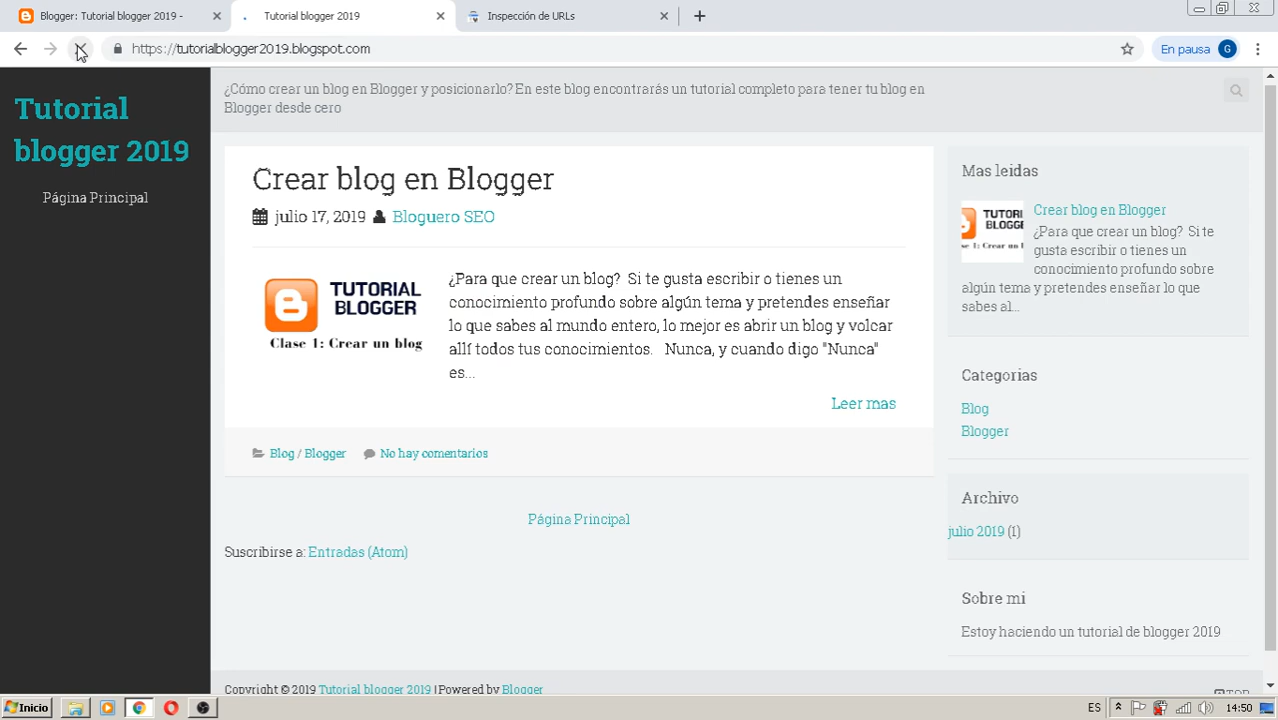 Blogger: Tutorial blogger 2019 -
Tutorial blogger 2019
Inspección de URLs
https://tutorialblogger2019.blogspot.com
En pausa
G
Tutorial
blogger 2019
Página Principal
¿Cómo crear un blog en Blogger y posicionarlo? En este blog encontrarás un tutorial completo para tener tu blog en
Blogger desde cero
Crear blog en Blogger
julio 17, 2019 Bloguero SEO
TUTORIAL
BLOGGER
Clase 1: Crear un blog
¿Para que crear un blog? Si te gusta escribir o tienes un
conocimiento profundo sobre algún tema y pretendes enseñar
lo que sabes al mundo entero, lo mejor es abrir un blog y volcar
allí todos tus conocimientos. Nunca, y cuando digo "Nunca"
es...
Leer mas
Blog / Blogger No hay comentarios
Página Principal
Suscribirse a: Entradas (Atom)
Mas leidas
TUTORI
BLOGG
1: Crear un b
Crear blog en Blogger
¿Para que crear un blog? Si te
gusta escribir o tienes un
conocimiento profundo sobre
algún tema y pretendes enseñar lo que
sabes al...
Categorias
Blog
Blogger
Archivo
julio 2019 (1)
Sobre mi
Estoy haciendo un tutorial de blogger 2019
Copyright © 2019 Tutorial blogger 2019 | Powered by Blogger
TOP
Inicio
ES
14:50